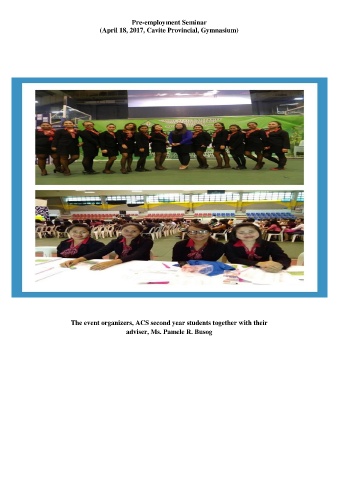 Pre-employment Seminar
(April 18, 2017, Cavite Provincial, Gymnasium)
The event organizers, ACS second year students together with their
adviser, Ms. Pamele R. Busog